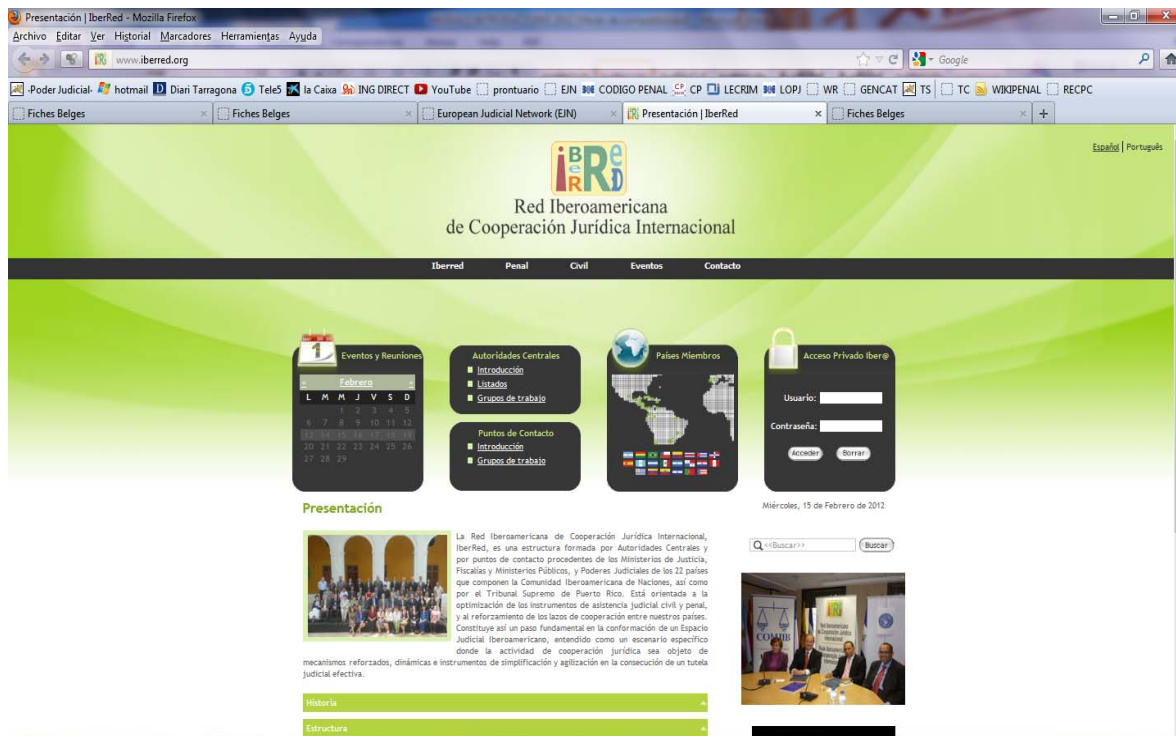 Presentación | IberRed - Mozilla Firefox
Archivo Editar Ver Historial Marcadores Herramientas Ayuda
www.iberred.org
Google
-Poder Judicial- hotmail Diari Tarragona Tele5 la Caixa ING DIRECT YouTube prontuario EJN CODIGO PENAL CP LECRIM LOPJ WR GENCAT TS TC WIKIPENAL RECPC
Fiches Belges
Fiches Belges
European Judicial Network (EJN)
Presentación | IberRed
Fiches Belges
Español | Português
iBeR ReD
Red Iberoamericana
de Cooperación Jurídica Internacional
Iberred Penal Civil Eventos Contacto
Eventos y Reuniones
« Febrero »
L M M J V S D
1 2 3 4 5
6 7 8 9 10 11 12
13 14 15 16 17 18 19
20 21 22 23 24 25 26
27 28 29
Autoridades Centrales
Introducción
Listados
Grupos de trabajo
Puntos de Contacto
Introducción
Grupos de trabajo
Países Miembros
Acceso Privado Iber@
Usuario:
Contraseña:
Acceder Borrar
Presentación
Miércoles, 15 de Febrero de 2012
La Red Iberoamericana de Cooperación Jurídica Internacional,
IberRed, es una estructura formada por Autoridades Centrales y
por puntos de contacto procedentes de los Ministerios de Justicia,
Fiscalías y Ministerios Públicos, y Poderes Judiciales de los 22 países
que componen la Comunidad Iberoamericana de Naciones, así como
por el Tribunal Supremo de Puerto Rico. Está orientada a la
optimización de los instrumentos de asistencia judicial civil y penal,
y al reforzamiento de los lazos de cooperación entre nuestros países.
Constituye así un paso fundamental en la conformación de un Espacio
Judicial Iberoamericano, entendido como un escenario específico
donde la actividad de cooperación jurídica sea objeto de
mecanismos reforzados, dinámicas e instrumentos de simplificación y agilización en la consecución de un tutela
judicial efectiva.
<<Buscar>> Buscar
COMJIB
Historia
Estructura